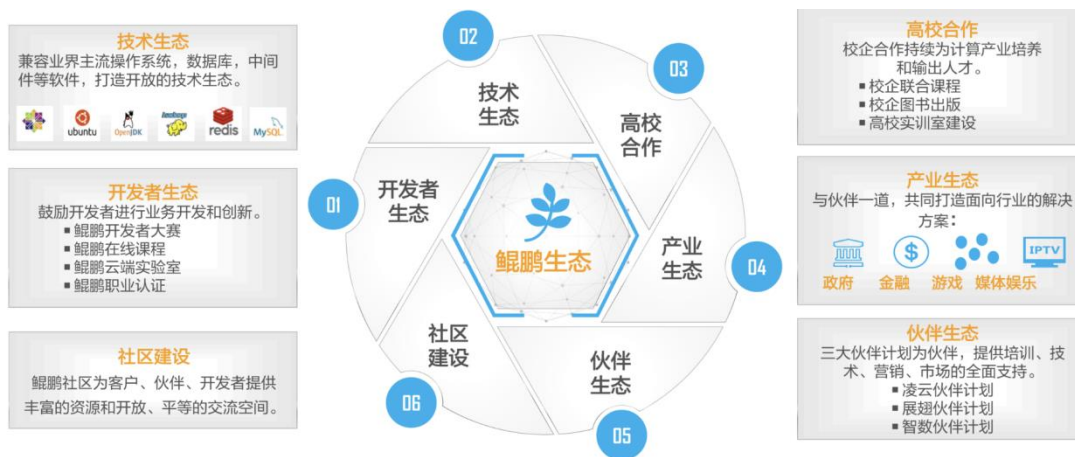 技术生态
兼容业界主流操作系统，数据库，中间
件等软件，打造开放的技术生态。
ubuntu
OpenJDK
hadoop
redis
MySQL
开发者生态
鼓励开发者进行业务开发和创新。
▪ 鲲鹏开发者大赛
▪ 鲲鹏在线课程
▪ 鲲鹏云端实验室
▪ 鲲鹏职业认证
社区建设
鲲鹏社区为客户、伙伴、开发者提供
丰富的资源和开放、平等的交流空间。
01
开发者
生态
02
技术
生态
03
高校
合作
04
产业
生态
05
伙伴
生态
06
社区
建设
鲲鹏生态
高校合作
校企合作持续为计算产业培养
和输出人才。
▪ 校企联合课程
▪ 校企图书出版
▪ 高校实训室建设
产业生态
与伙伴一道，共同打造面向行业的解决
方案：
$
IPTV
政府 金融 游戏 媒体娱乐
伙伴生态
三大伙伴计划为伙伴，提供培训、技
术、营销、市场的全面支持。
▪ 凌云伙伴计划
▪ 展翅伙伴计划
▪ 智数伙伴计划